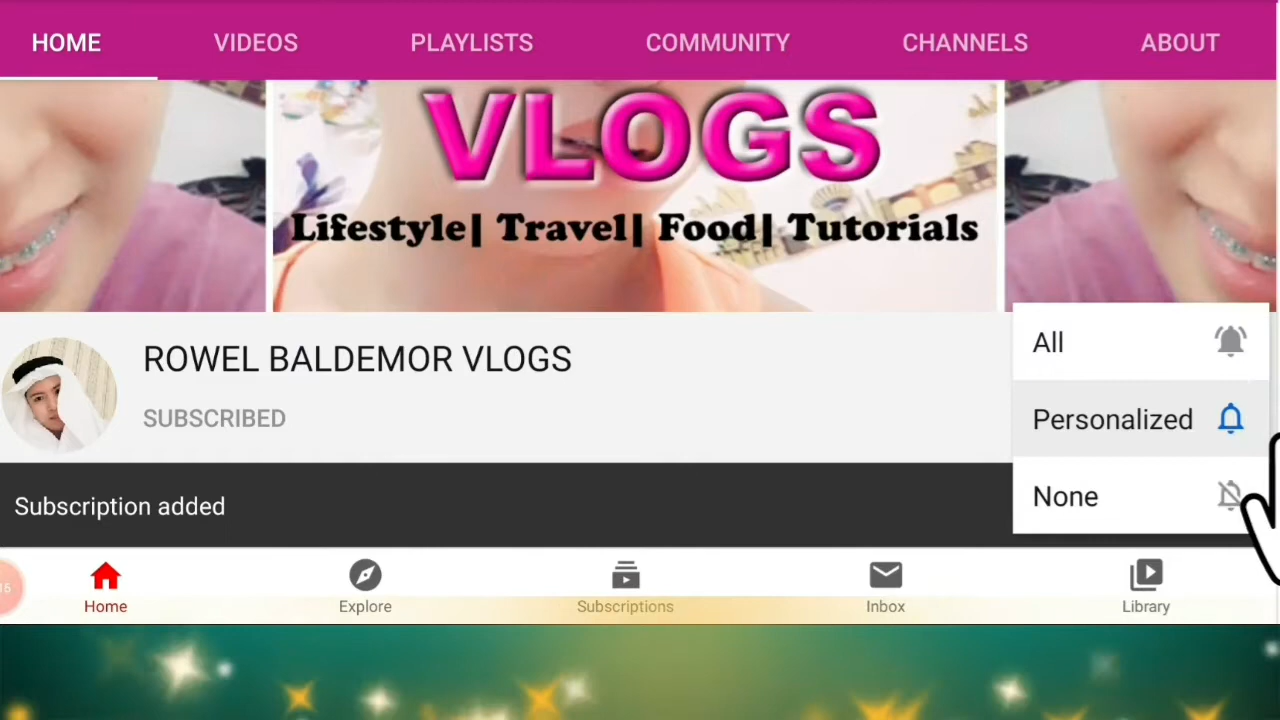 HOME VIDEOS PLAYLISTS COMMUNITY CHANNELS ABOUT
VLOGS
Lifestyle| Travel| Food| Tutorials
ROWEL BALDEMOR VLOGS
SUBSCRIBED
All
Personalized
None
Subscription added
Home Explore Subscriptions Inbox Library